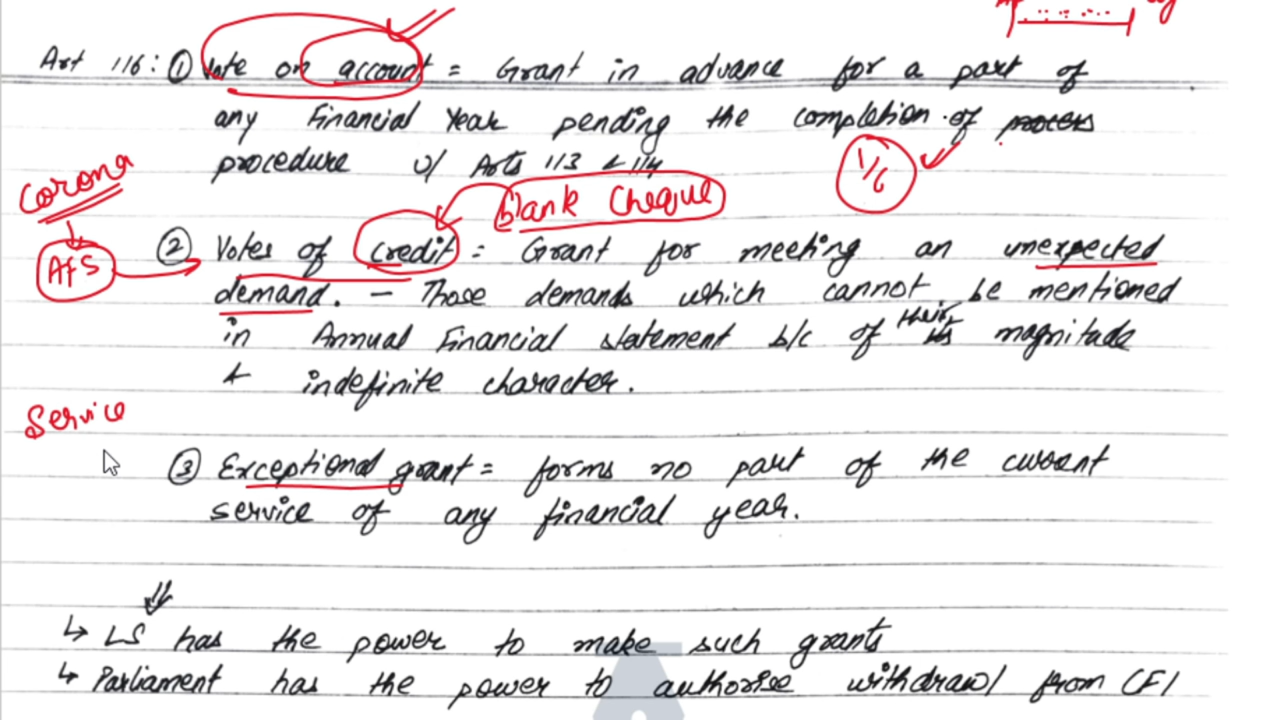 Art 116: ① Vote on account = Grant in advance for a part of
any Financial Year pending the completion of process
procedure u/ Arts 113 & 114
1/6
Corona
blank Cheque
② Votes of credit = Grant for meeting an unexpected
AFS
demand. - Those demands which cannot be mentioned
in Annual Financial statement b/c of their magnitude
& indefinite character.
Service
③ Exceptional grant = forms no part of the current
service of any financial year.
↳ LS has the power to make such grants
↳ Parliament has the power to authorise withdrawl from CFI